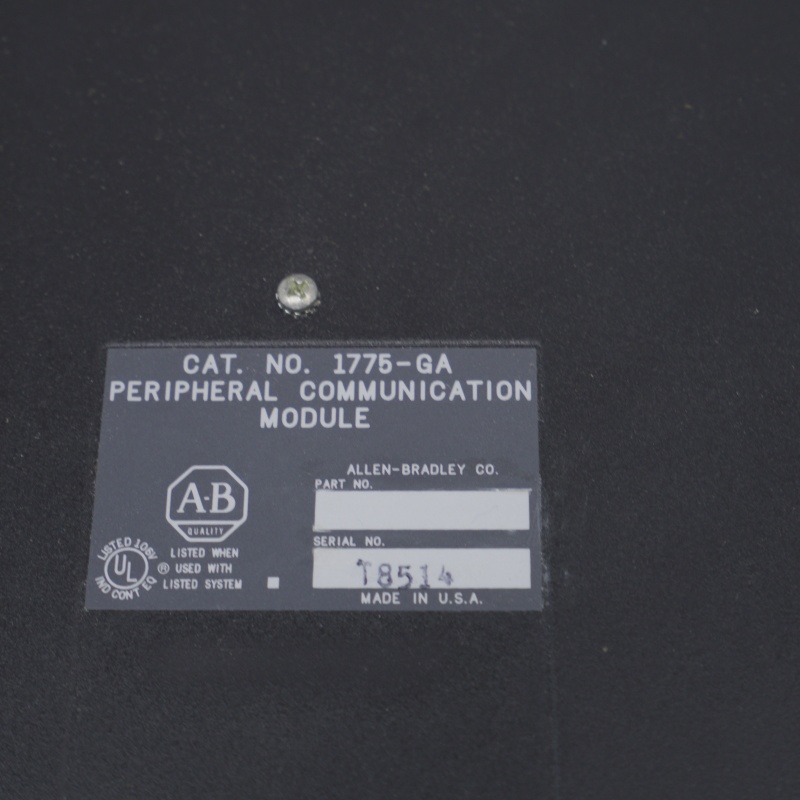 CAT. NO. 1775-GA
PERIPHERAL COMMUNICATION
MODULE
ALLEN-BRADLEY CO.
PART NO.
A-B
QUALITY
SERIAL NO.
T8514
LISTED 106V
UL
IND CONT EQ
®
LISTED WHEN
USED WITH
LISTED SYSTEM
MADE IN U.S.A.